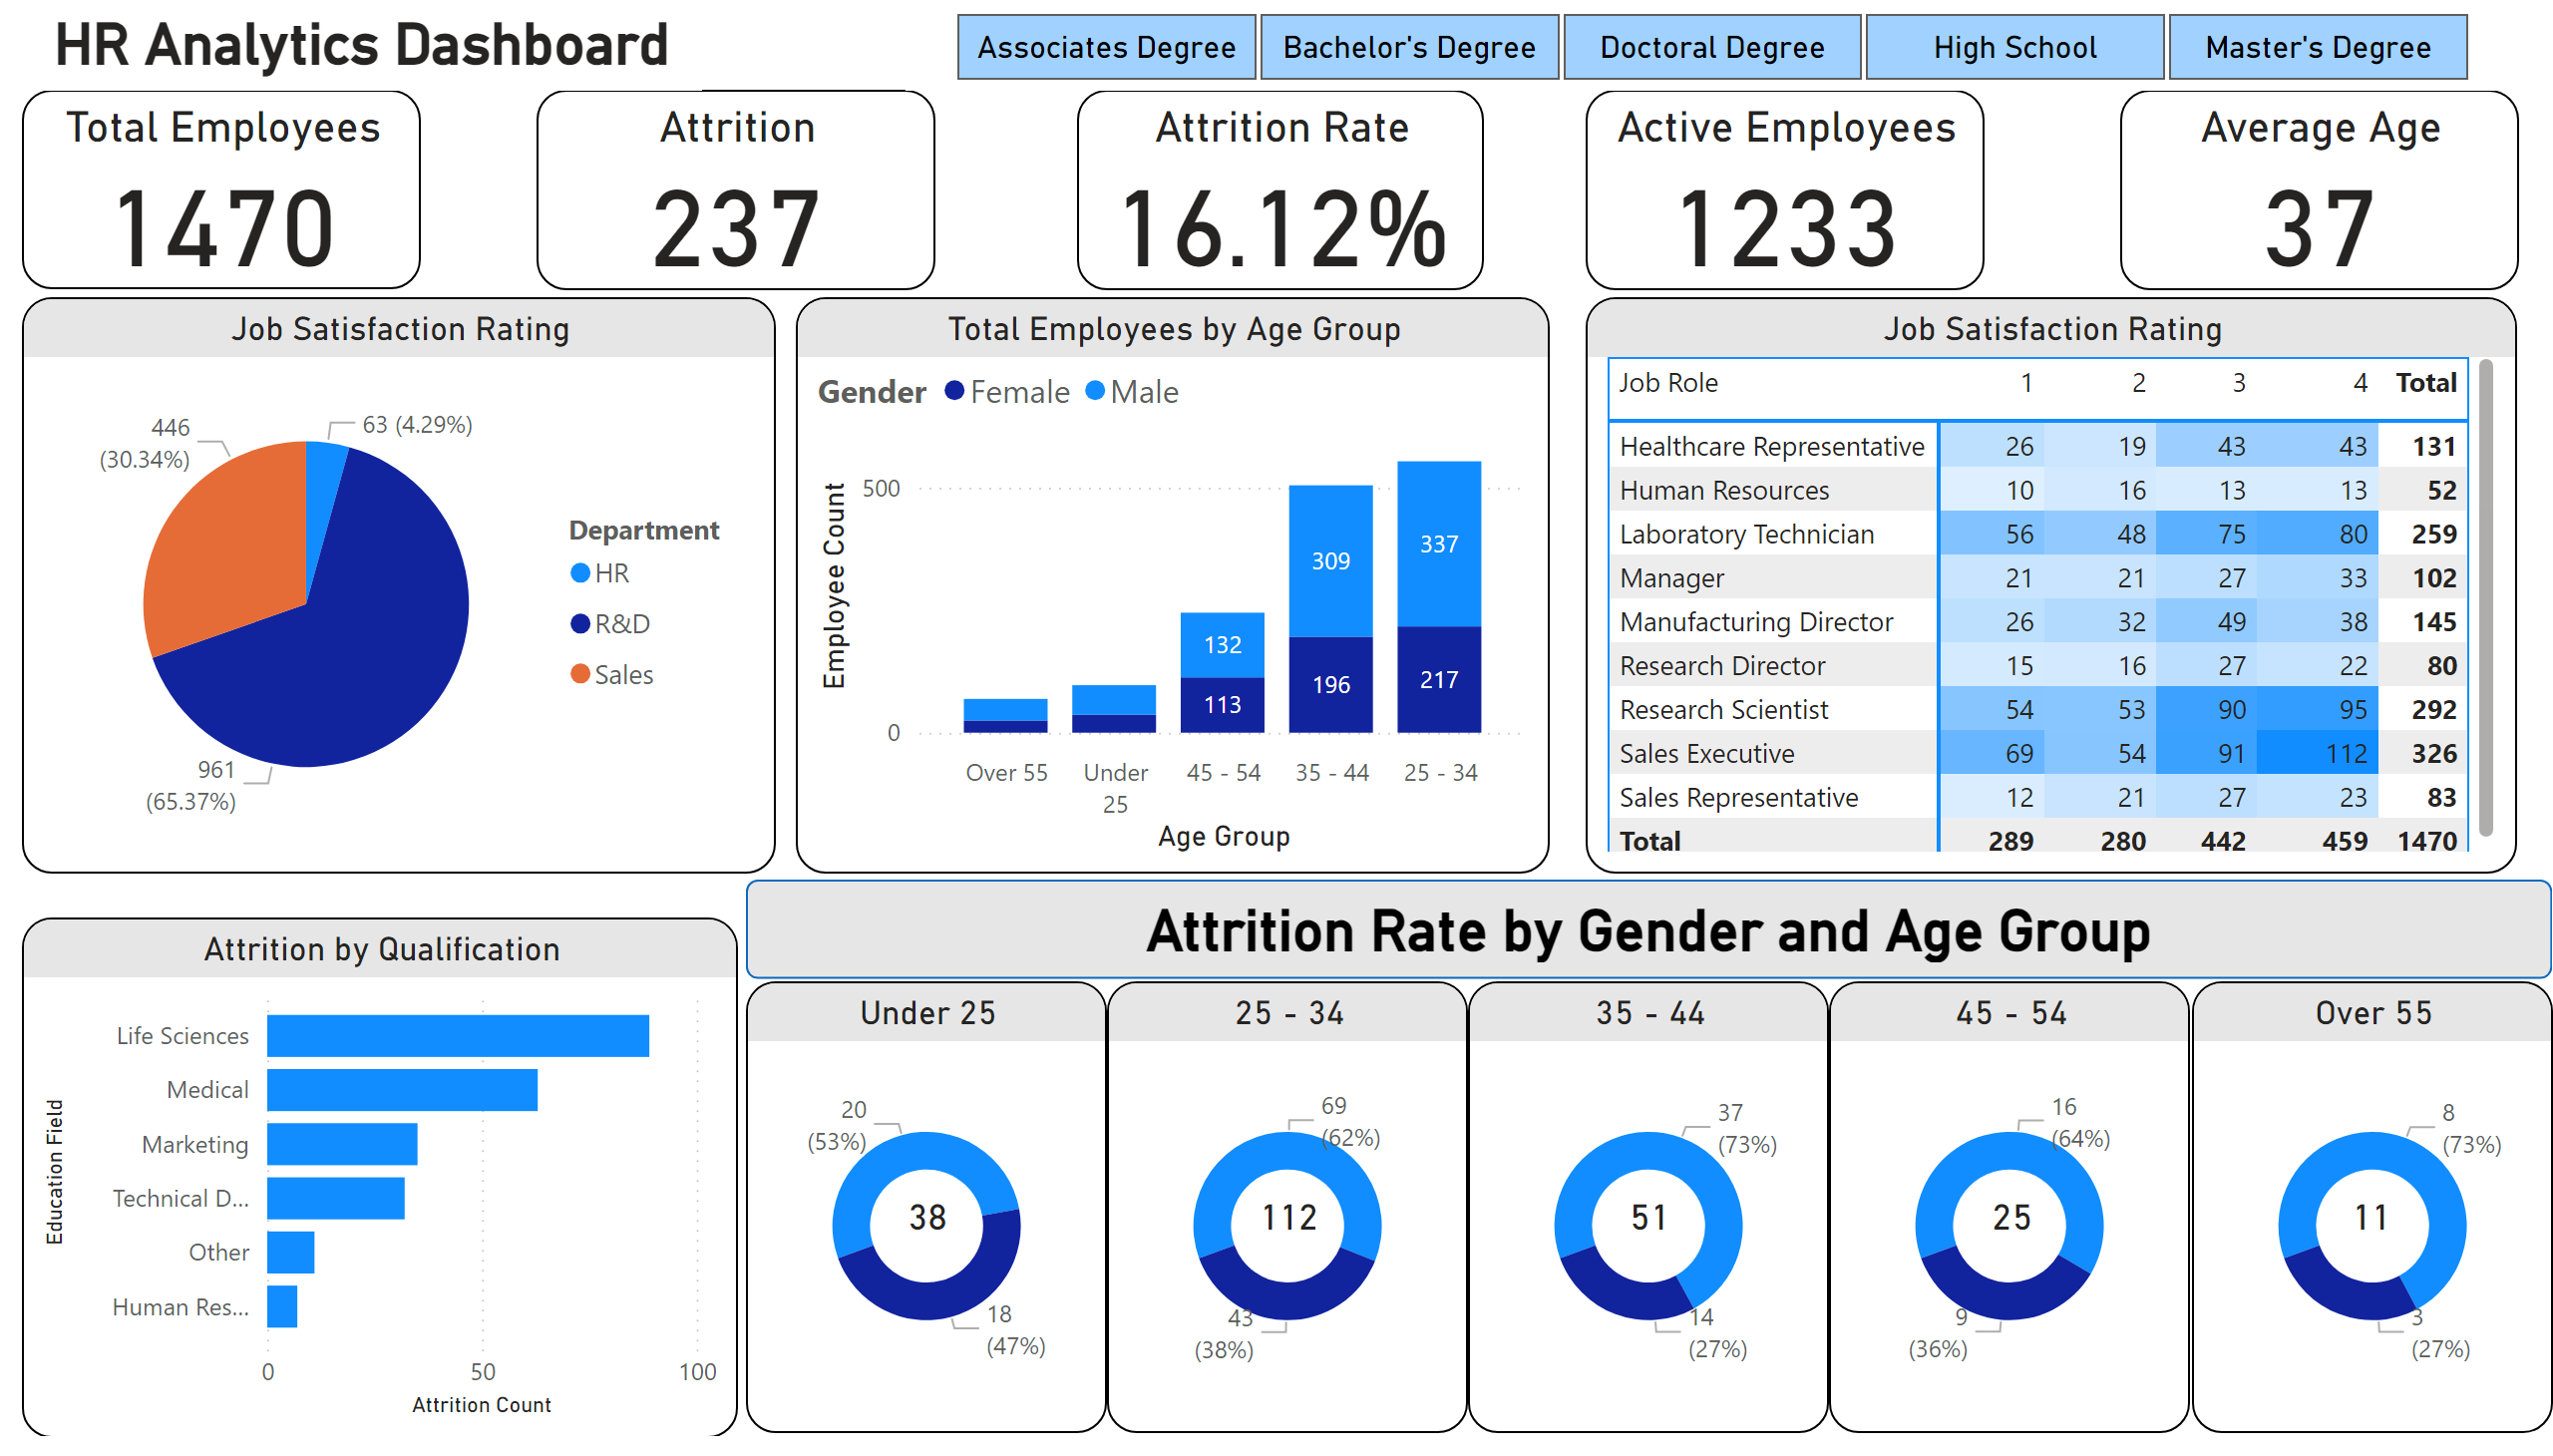 HR Analytics Dashboard
Associates Degree
Bachelor's Degree
Doctoral Degree
High School
Master's Degree
Total Employees
1470
Attrition
237
Attrition Rate
16.12%
Active Employees
1233
Average Age
37
Job Satisfaction Rating
446
(30.34%)
63 (4.29%)
961
(65.37%)
Department
HR
R&D
Sales
Total Employees by Age Group
Gender Female Male
Employee Count
500
0
309
337
132
113
196
217
Over 55
Under
25
45 - 54
35 - 44
25 - 34
Age Group
Job Satisfaction Rating
Job Role 1 2 3 4 Total
Healthcare Representative 26 19 43 43 131
Human Resources 10 16 13 13 52
Laboratory Technician 56 48 75 80 259
Manager 21 21 27 33 102
Manufacturing Director 26 32 49 38 145
Research Director 15 16 27 22 80
Research Scientist 54 53 90 95 292
Sales Executive 69 54 91 112 326
Sales Representative 12 21 27 23 83
Total 289 280 442 459 1470
Attrition by Qualification
Education Field
Life Sciences
Medical
Marketing
Technical D...
Other
Human Res...
0 50 100
Attrition Count
Attrition Rate by Gender and Age Group
Under 25
20
(53%)
38
18
(47%)
25 - 34
69
(62%)
112
43
(38%)
35 - 44
37
(73%)
51
14
(27%)
45 - 54
16
(64%)
25
9
(36%)
Over 55
8
(73%)
11
3
(27%)